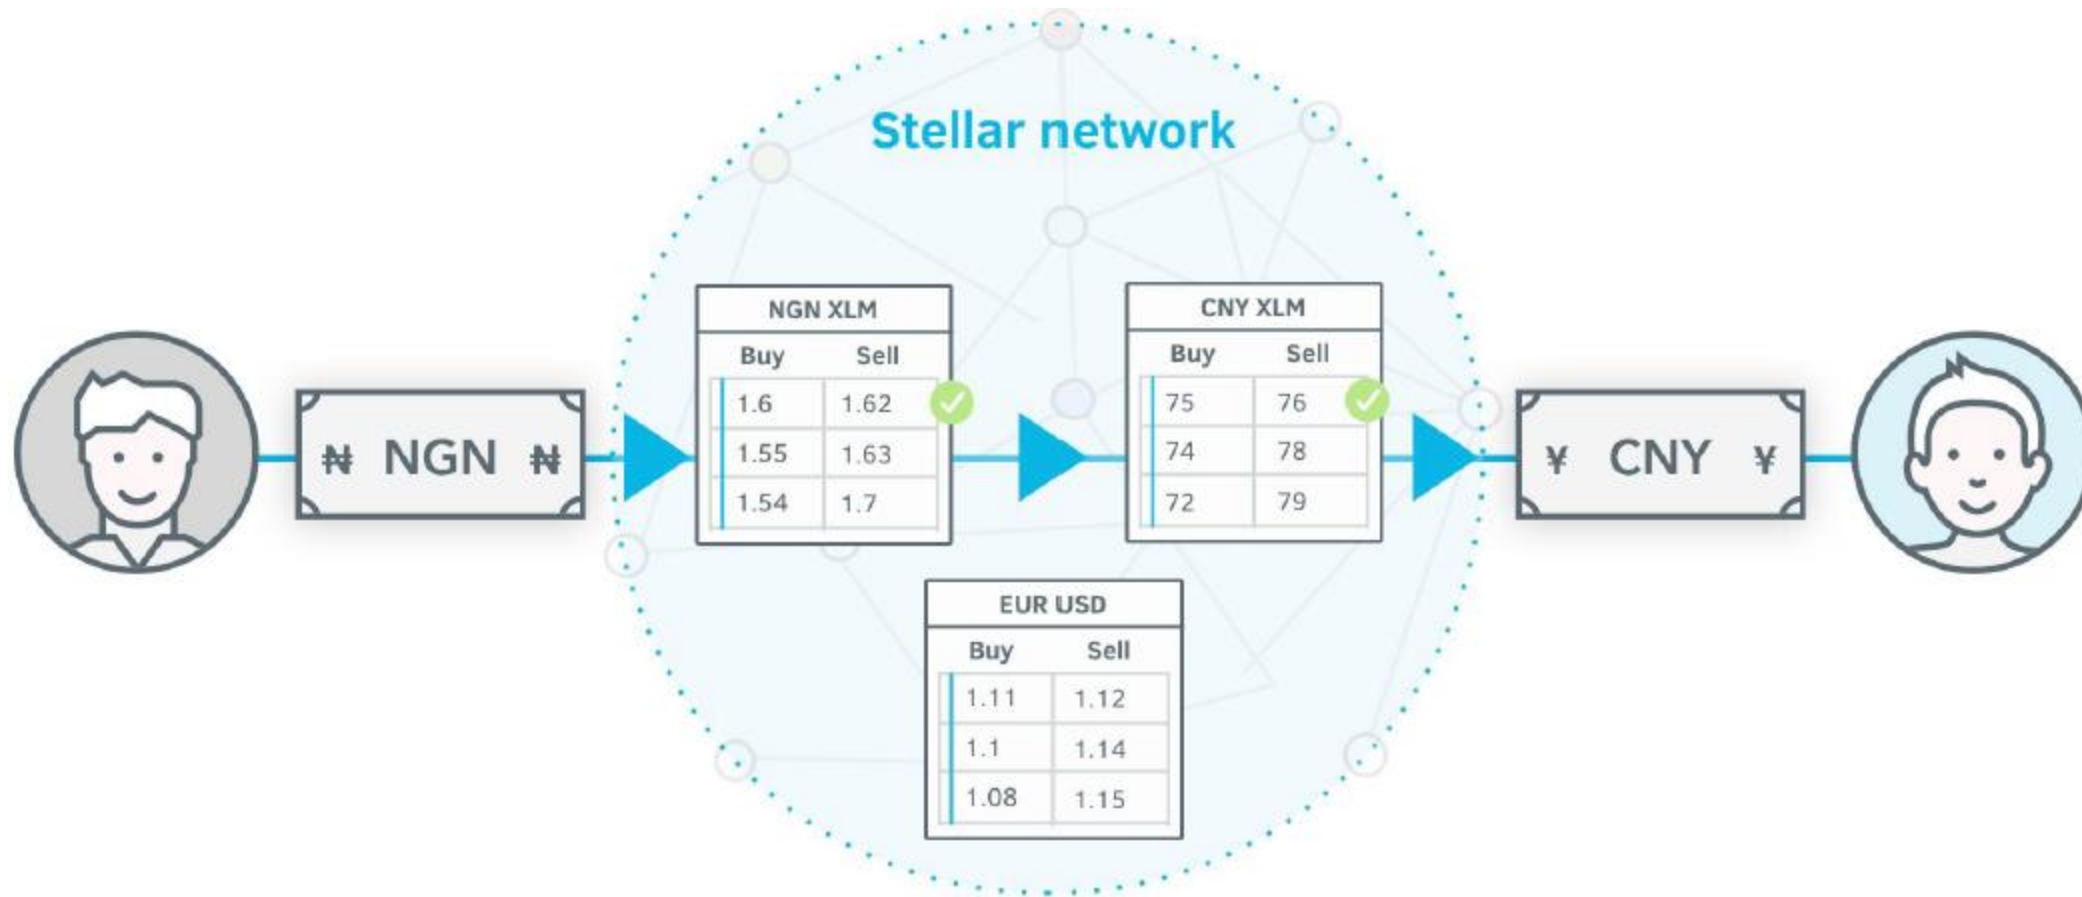 Stellar network
₦ NGN ₦
NGN XLM
Buy Sell
1.6 1.62
1.55 1.63
1.54 1.7
CNY XLM
Buy Sell
75 76
74 78
72 79
¥ CNY ¥
EUR USD
Buy Sell
1.11 1.12
1.1 1.14
1.08 1.15